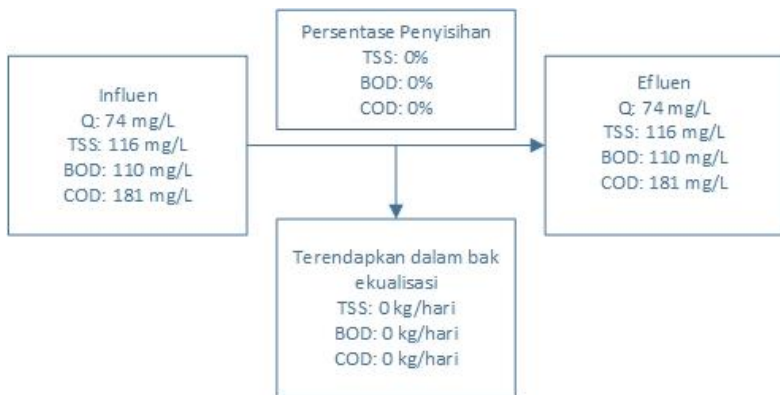 Persentase Penyisihan
TSS: 0%
BOD: 0%
COD: 0%
Influen
Q: 74 mg/L
TSS: 116 mg/L
BOD: 110 mg/L
COD: 181 mg/L
Efluen
Q: 74 mg/L
TSS: 116 mg/L
BOD: 110 mg/L
COD: 181 mg/L
Terendapkan dalam bak
ekualisasi
TSS: 0 kg/hari
BOD: 0 kg/hari
COD: 0 kg/hari